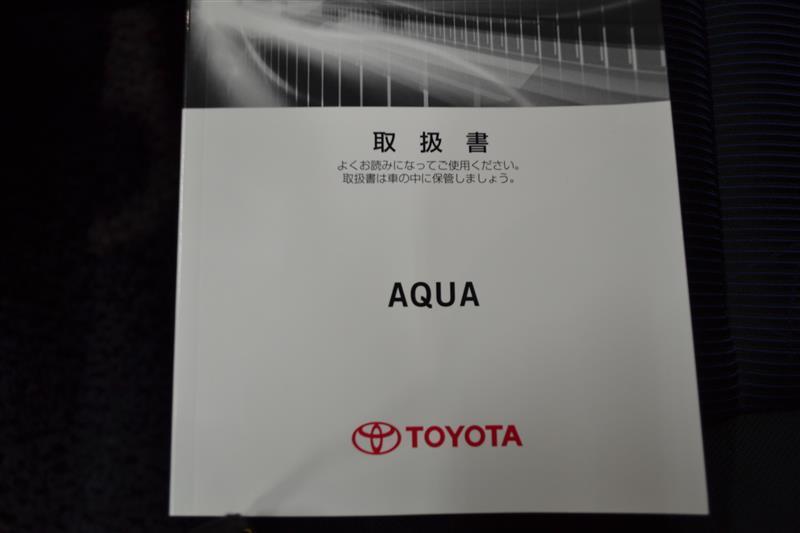 取扱書
よくお読みになってご使用ください。
取扱書は車の中に保管しましょう。
AQUA
TOYOTA